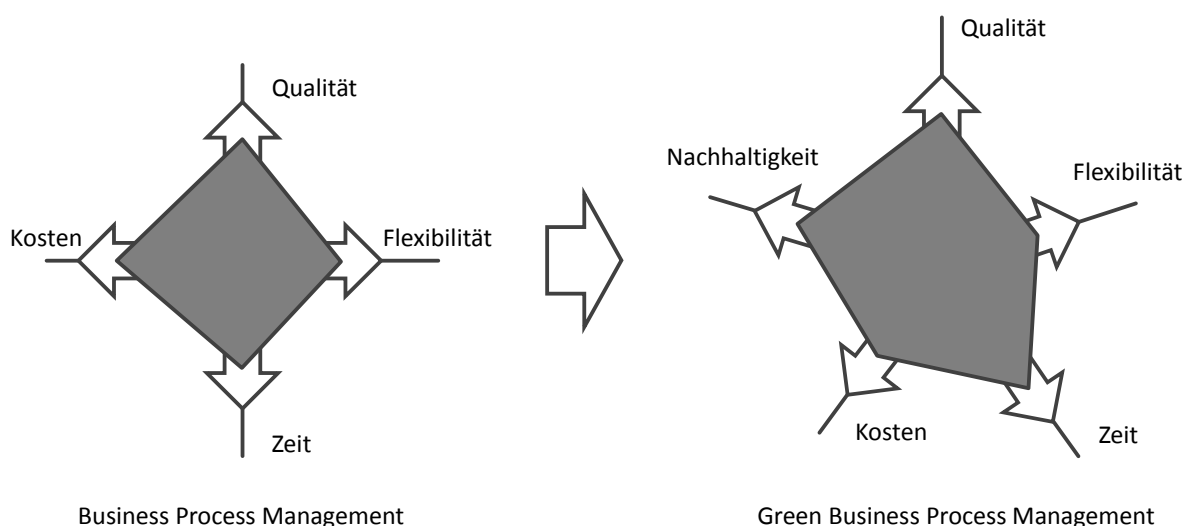 Qualität
Kosten
Flexibilität
Zeit
Business Process Management
Qualität
Nachhaltigkeit
Flexibilität
Kosten
Zeit
Green Business Process Management